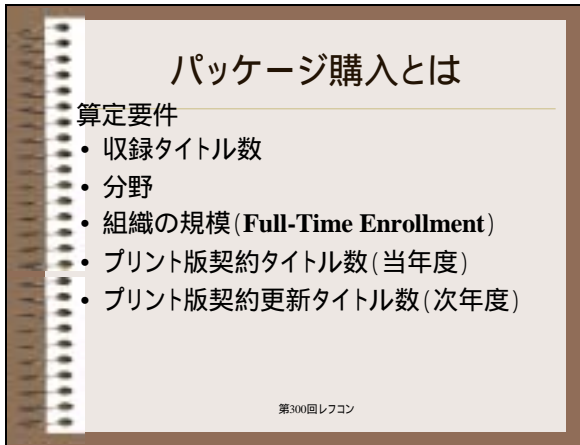 パッケージ購入とは
算定要件
• 収録タイトル数
• 分野
• 組織の規模(Full-Time Enrollment)
• プリント版契約タイトル数(当年度)
• プリント版契約更新タイトル数(次年度)
第300回レフコン